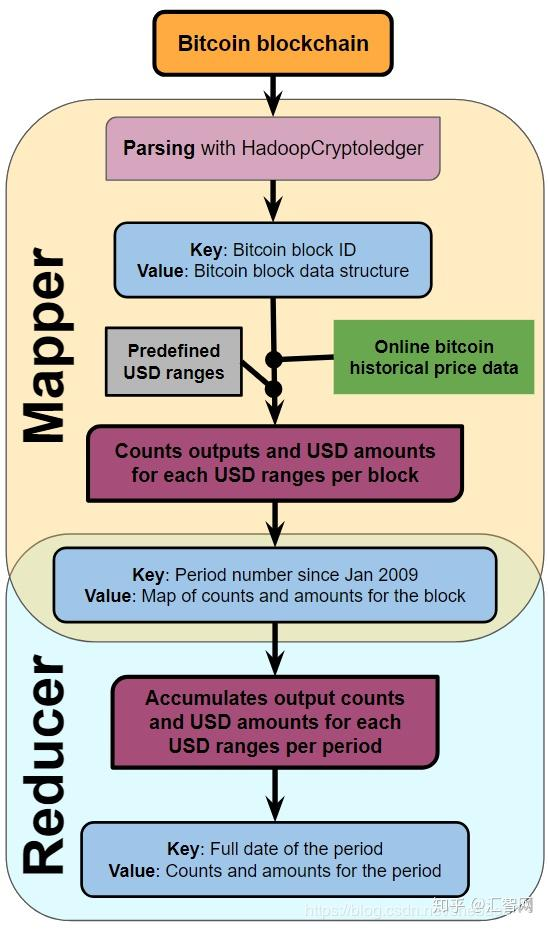 Bitcoin blockchain
Parsing with HadoopCryptoledger
Key: Bitcoin block ID
Value: Bitcoin block data structure
Mapper
Predefined
USD ranges
Online bitcoin
historical price data
Counts outputs and USD amounts
for each USD ranges per block
Key: Period number since Jan 2009
Value: Map of counts and amounts for the block
Reducer
Accumulates output counts
and USD amounts for each
USD ranges per period
Key: Full date of the period
Value: Counts and amounts for the period
知乎 @汇智网